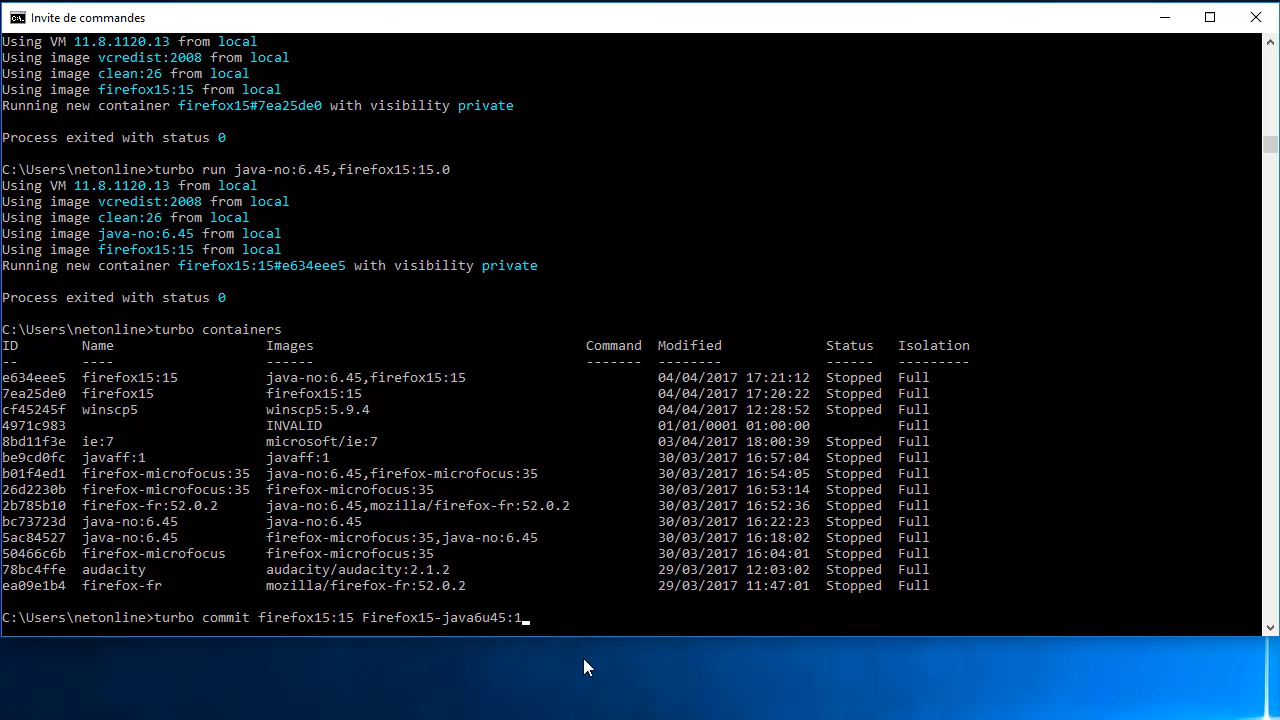 Invite de commandes
Using VM 11.8.1120.13 from local
Using image vcredist:2008 from local
Using image clean:26 from local
Using image firefox15:15 from local
Running new container firefox15#7ea25de0 with visibility private
Process exited with status 0
C:\Users\netonline>turbo run java-no:6.45,firefox15:15.0
Using VM 11.8.1120.13 from local
Using image vcredist:2008 from local
Using image clean:26 from local
Using image java-no:6.45 from local
Using image firefox15:15 from local
Running new container firefox15:15#e634eee5 with visibility private
Process exited with status 0
C:\Users\netonline>turbo containers
ID Name Images Command Modified Status Isolation
-- ---- ------ ------- -------- ------ ---------
e634eee5 firefox15:15 java-no:6.45,firefox15:15 04/04/2017 17:21:12 Stopped Full
7ea25de0 firefox15 firefox15:15 04/04/2017 17:20:22 Stopped Full
cf45245f winscp5 winscp5:5.9.4 04/04/2017 12:28:52 Stopped Full
4971c983 INVALID 01/01/0001 01:00:00 Full
8bd11f3e ie:7 microsoft/ie:7 03/04/2017 18:00:39 Stopped Full
be9cd0fc javaff:1 javaff:1 30/03/2017 16:57:04 Stopped Full
b01f4ed1 firefox-microfocus:35 java-no:6.45,firefox-microfocus:35 30/03/2017 16:54:05 Stopped Full
26d2230b firefox-microfocus:35 firefox-microfocus:35 30/03/2017 16:53:14 Stopped Full
2b785b10 firefox-fr:52.0.2 java-no:6.45,mozilla/firefox-fr:52.0.2 30/03/2017 16:52:36 Stopped Full
bc73723d java-no:6.45 java-no:6.45 30/03/2017 16:22:23 Stopped Full
5ac84527 java-no:6.45 firefox-microfocus:35,java-no:6.45 30/03/2017 16:18:02 Stopped Full
50466c6b firefox-microfocus firefox-microfocus:35 30/03/2017 16:04:01 Stopped Full
78bc4ffe audacity audacity/audacity:2.1.2 29/03/2017 12:03:02 Stopped Full
ea09e1b4 firefox-fr mozilla/firefox-fr:52.0.2 29/03/2017 11:47:01 Stopped Full
C:\Users\netonline>turbo commit firefox15:15 Firefox15-java6u45:1